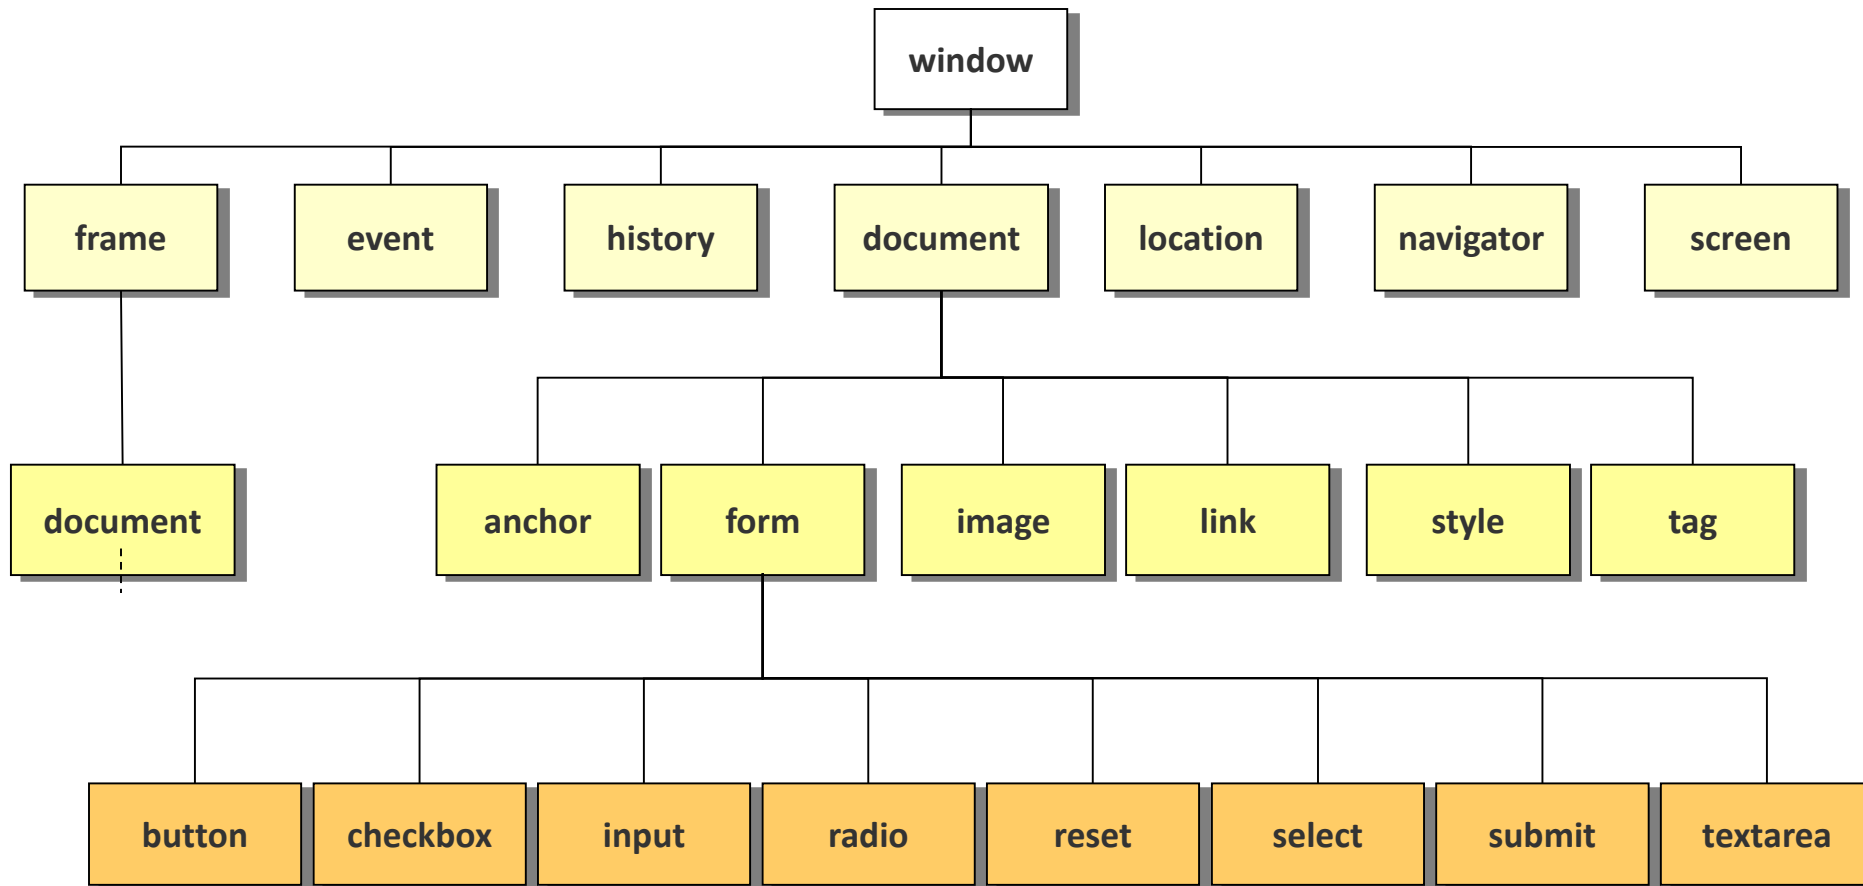 window
frame
event
history
document
location
navigator
screen
document
anchor
form
image
link
style
tag
button
checkbox
input
radio
reset
select
submit
textarea